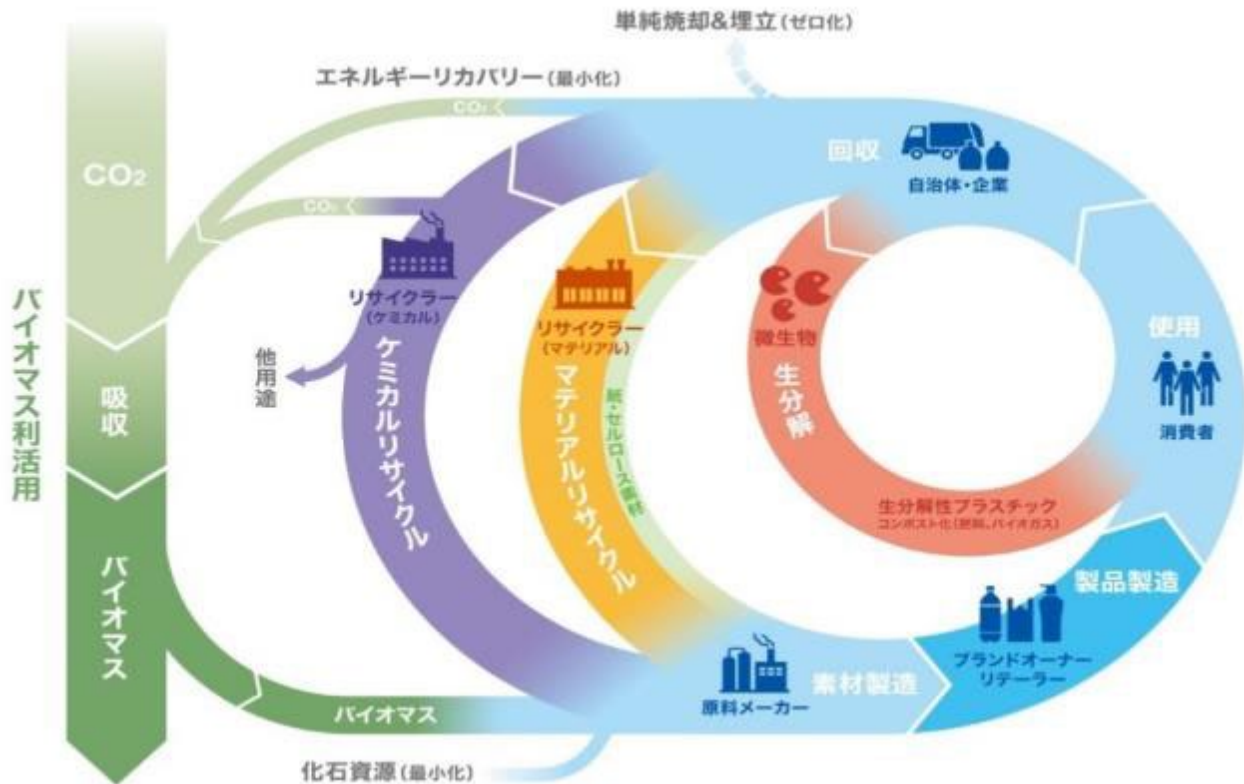 単純焼却&埋立(ゼロ化)
エネルギーリカバリー(最小化)
CO₂
CO₂
CO₂
回収
自治体・企業
バイオマス利活用
吸収
バイオマス
リサイクラー
(ケミカル)
ケミカルリサイクル
他用途
リサイクラー
(マテリアル)
マテリアルリサイクル
紙・セルロース素材
微生物
生分解
生分解性プラスチック
コンポスト化(肥料、バイオガス)
使用
消費者
製品製造
ブランドオーナー
リテーラー
素材製造
原料メーカー
バイオマス
化石資源(最小化)